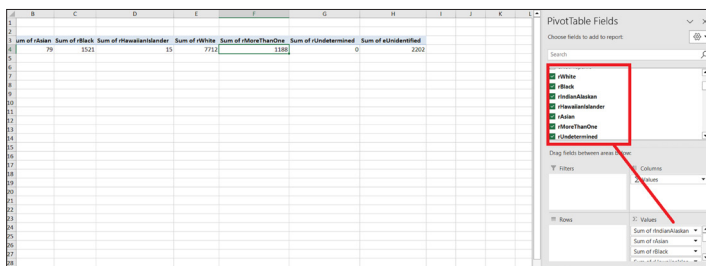 B C D E F G H I J K L
PivotTable Fields
Choose fields to add to report:
Search
rWhite
rBlack
rIndianAlaskan
rHawaiianIslander
rAsian
rMoreThanOne
rUndetermined
Drag fields between areas below:
Filters
Columns
Σ Values
Rows
Σ Values
Sum of rIndianAlaskan
Sum of rAsian
Sum of rBlack
1
2
3 um of rAsian Sum of rBlack Sum of rHawaiianIslander Sum of rWhite Sum of rMoreThanOne Sum of rUndetermined Sum of eUnidentified
4 79 1521 15 7712 1188 0 2202
5
6
7
8
9
10
11
12
13
14
15
16
17
18
19
20
21
22
23
24
25
26
27
28